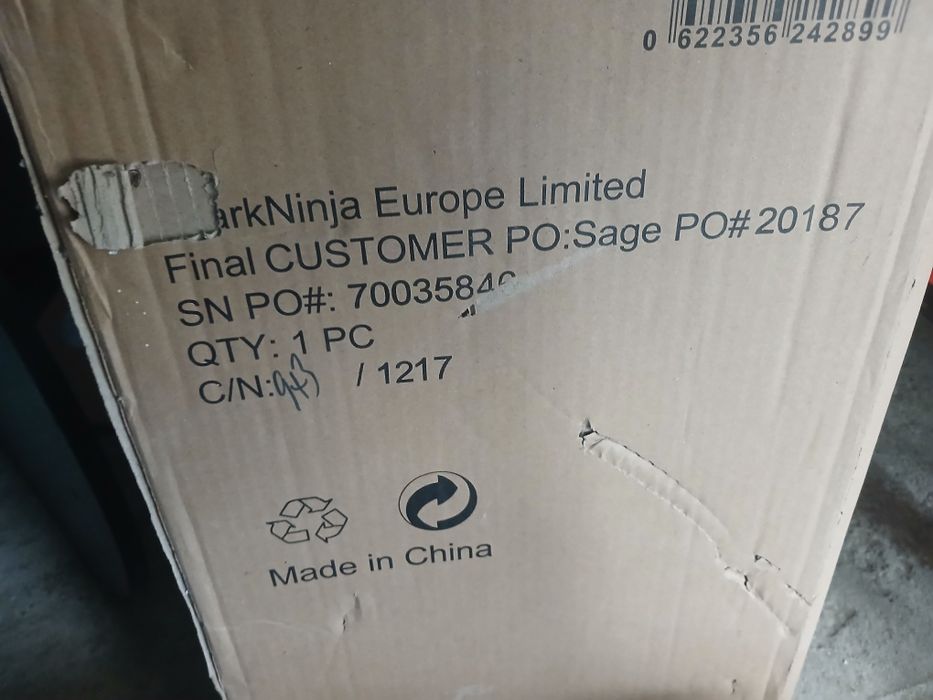 0 622356 242899
arkNinja Europe Limited
Final CUSTOMER PO:Sage PO#20187
SN PO#:
QTY: 1 PC
C/N: / 1217
Made in China